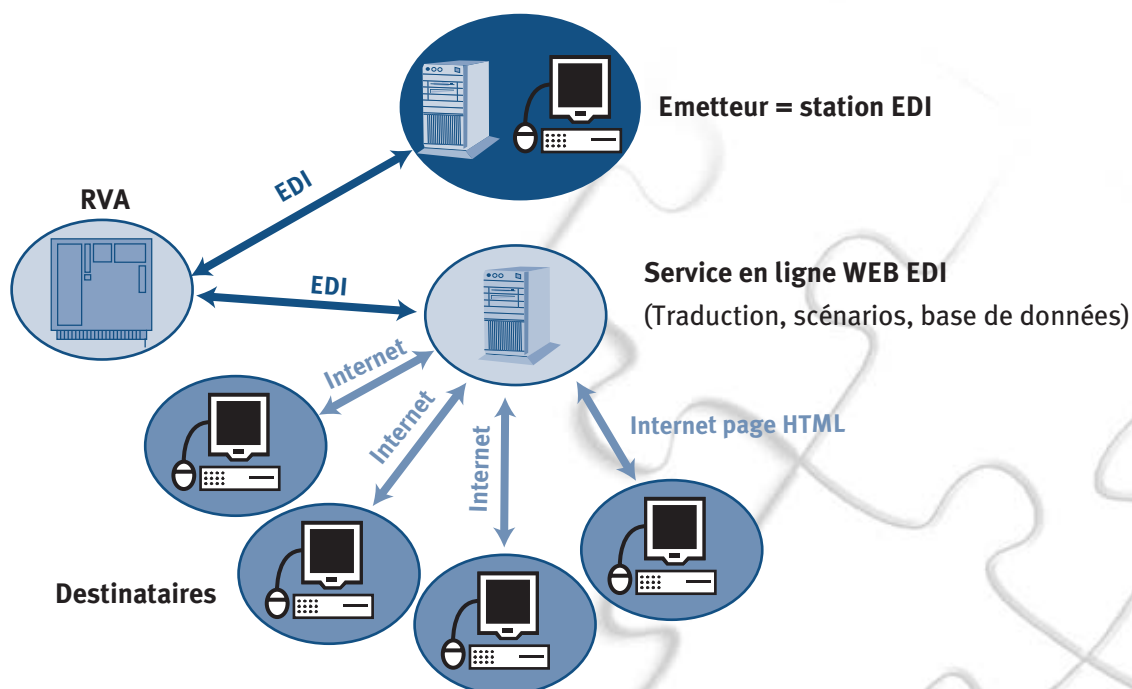 Emetteur = station EDI
EDI
RVA
EDI
Service en ligne WEB EDI
(Traduction, scénarios, base de données)
Internet
Internet
Internet
Internet page HTML
Destinataires